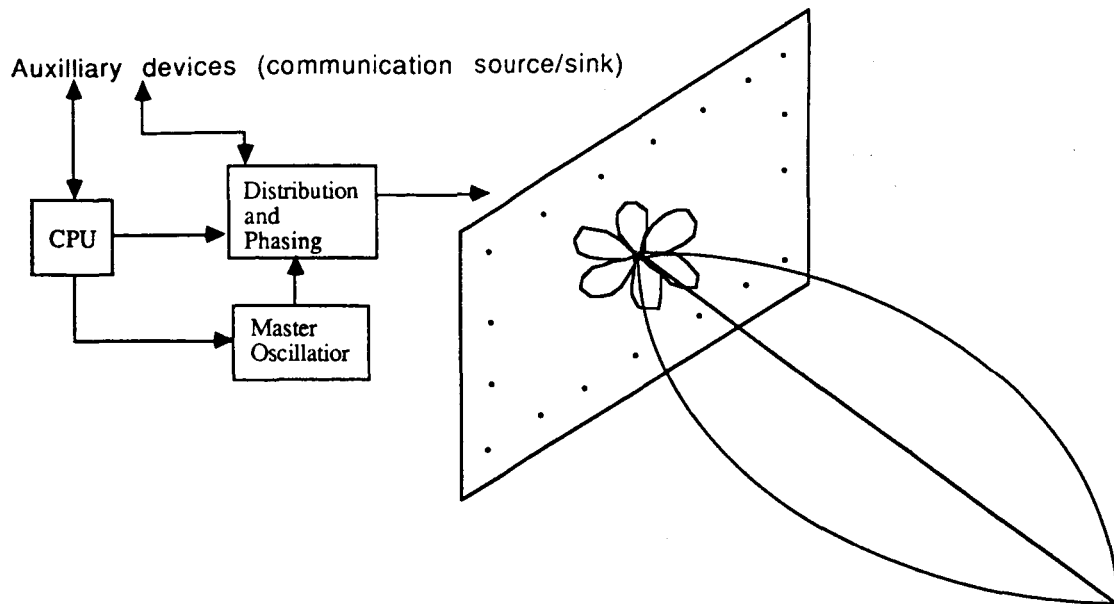 Auxilliary devices (communication source/sink)
Distribution
and
Phasing
CPU
Master
Oscillatior